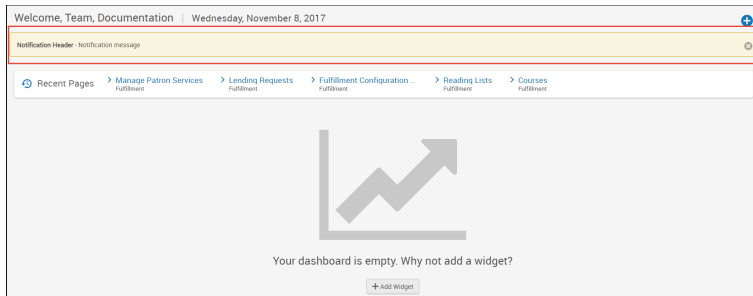 Welcome, Team, Documentation | Wednesday, November 8, 2017
Notification Header - Notification message
Recent Pages
Manage Patron Services
Fulfillment
Lending Requests
Fulfillment
Fulfillment Configuration ...
Fulfillment
Reading Lists
Fulfillment
Courses
Fulfillment
Your dashboard is empty. Why not add a widget?
+ Add Widget